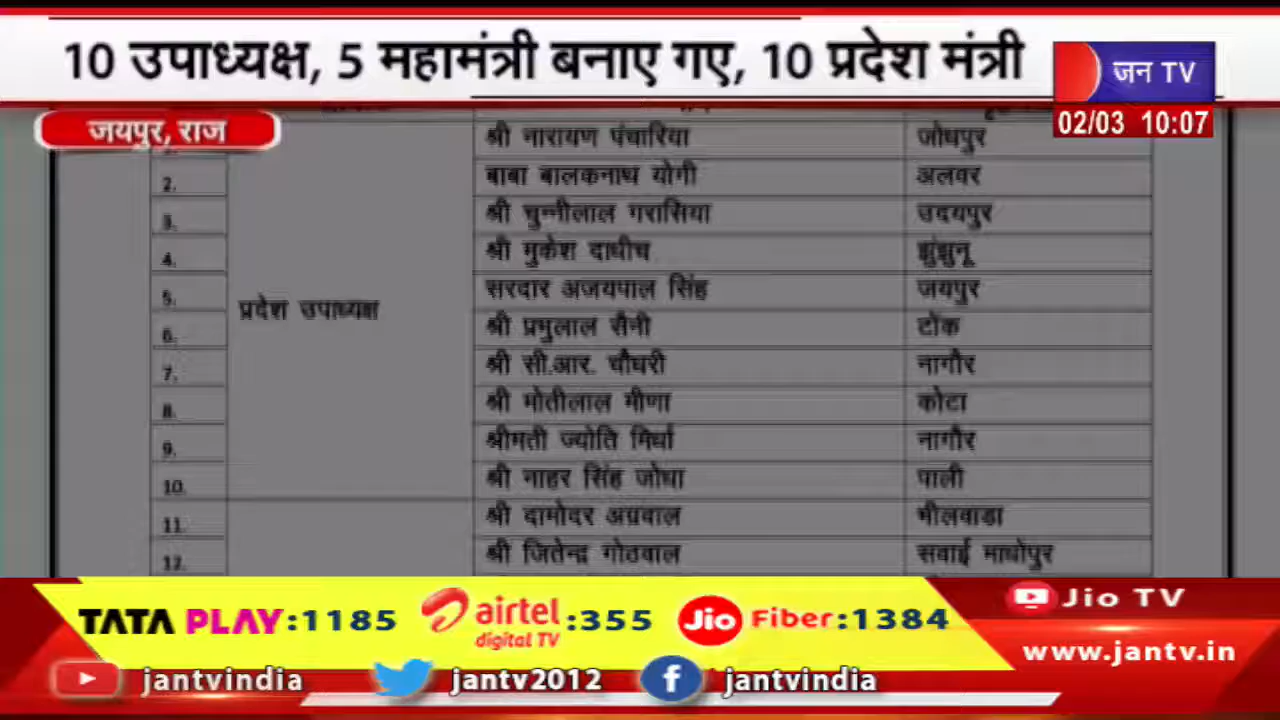 10 उपाध्यक्ष, 5 महामंत्री बनाए गए, 10 प्रदेश मंत्री
जन TV
02/03 10:07
जयपुर, राज
श्री नारायण पंचारिया जोधपुर
2. बाबा बालकनाथ योगी अलवर
3. श्री चुन्नीलाल गरासिया उदयपुर
4. श्री मुकेश दाधीच झुंझुनू
5. सरदार अजयपाल सिंह जयपुर
प्रदेश उपाध्यक्ष
6. श्री प्रभुलाल सैनी टोंक
7. श्री सी.आर. चौधरी नागौर
8. श्री मोतीलाल मीणा कोटा
9. श्रीमती ज्योति मिर्धा नागौर
10. श्री नाहर सिंह जोधा पाली
11. श्री दामोदर अग्रवाल भीलवाडा
12. श्री जितेन्द्र गोठवाल सवाई माधोपुर
TATA PLAY:1185 airtel digital TV :355 Jio Fiber:1384
Jio TV
www.jantv.in
jantvindia jantv2012 f jantvindia